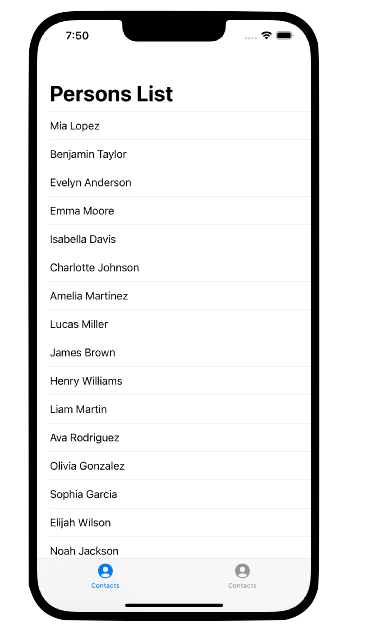 7:50
Persons List
Mia Lopez
Benjamin Taylor
Evelyn Anderson
Emma Moore
Isabella Davis
Charlotte Johnson
Amelia Martinez
Lucas Miller
James Brown
Henry Williams
Liam Martin
Ava Rodriguez
Olivia Gonzalez
Sophia Garcia
Elijah Wilson
Noah Jackson
Contacts Contacts